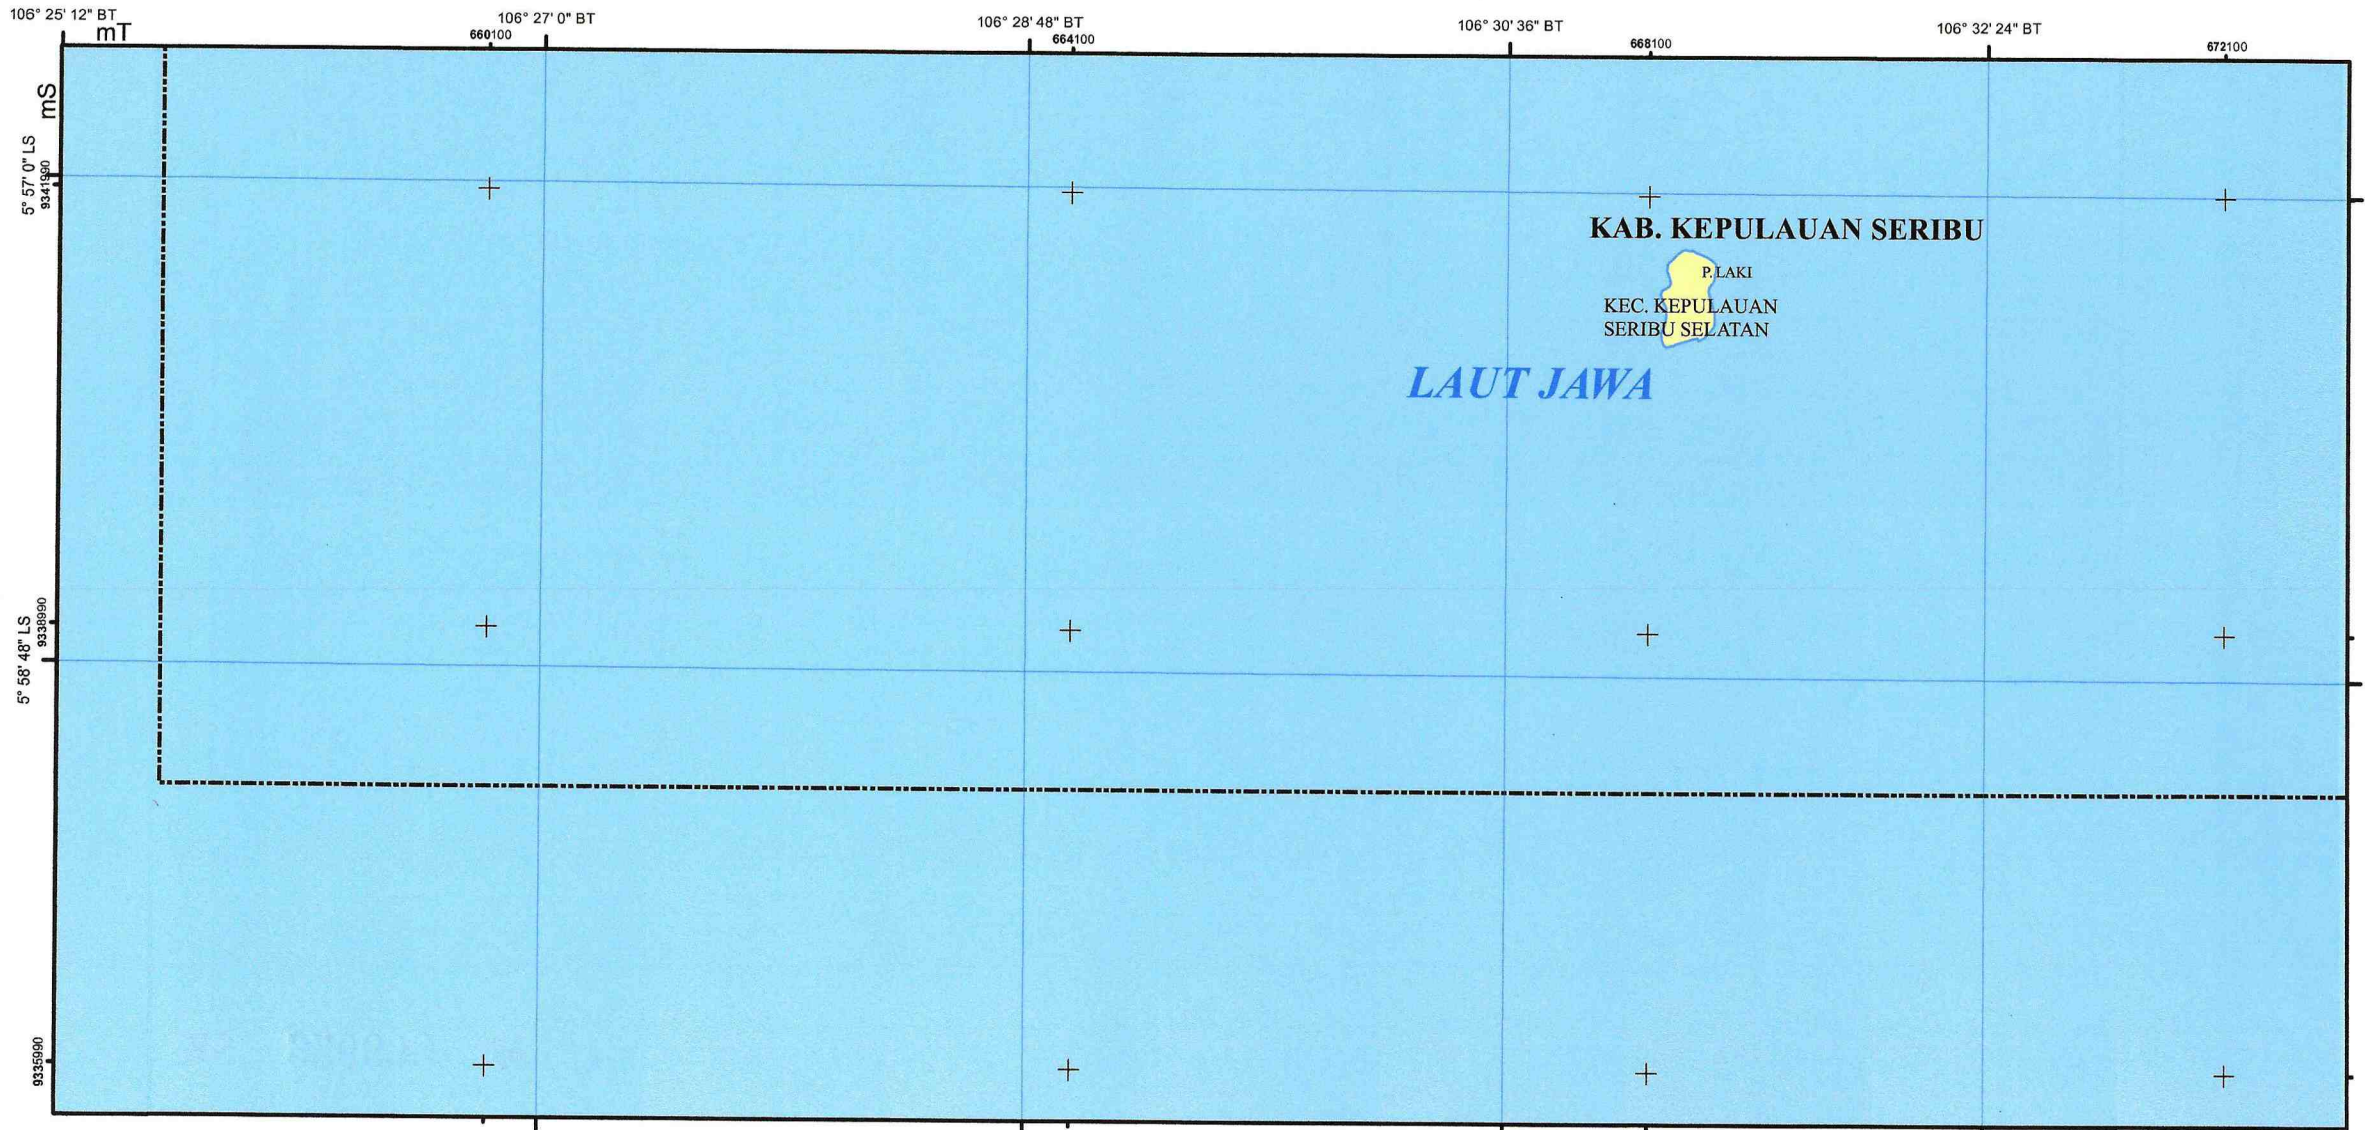 106° 25' 12" BT
106° 27' 0" BT
106° 28' 48" BT
106° 30' 36" BT
106° 32' 24" BT
mT
660100
664100
668100
672100
mS
5° 57' 0" LS
9341990
KAB. KEPULAUAN SERIBU
P. LAKI
KEC. KEPULAUAN
SERIBU SELATAN
LAUT JAWA
5° 58' 48" LS
9338990
9335990